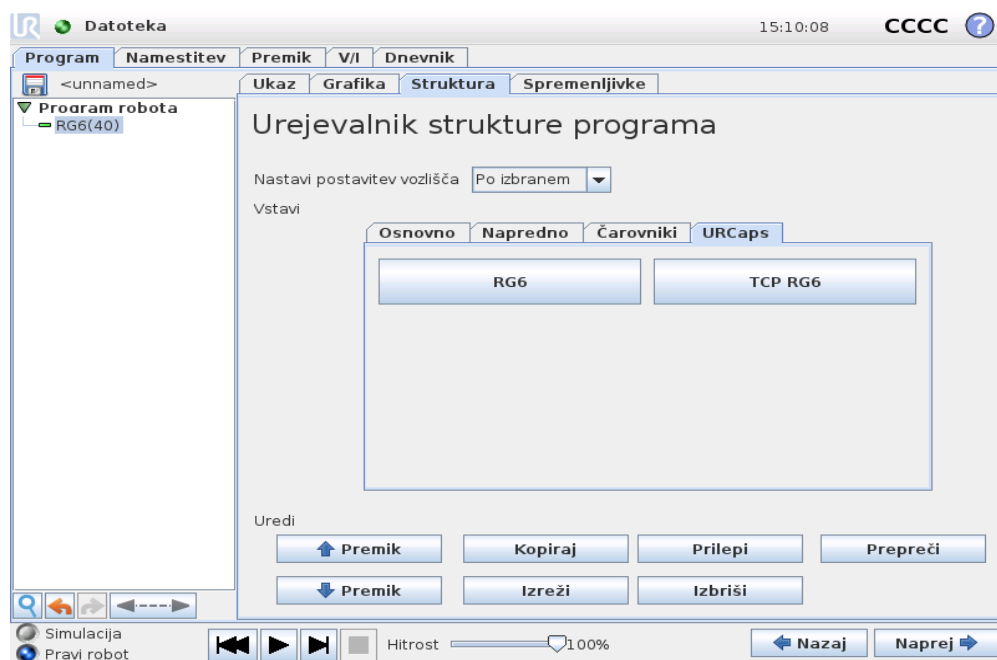 UR Datoteka 15:10:08 CCCC ?
Program Namestitev Premik V/I Dnevnik
<unnamed> Ukaz Grafika Struktura Spremenljivke
Program robota
RG6(40)
Urejevalnik strukture programa
Nastavi postavitev vozlišča Po izbranem
Vstavi
Osnovno Napredno Čarovniki URCaps
RG6 TCP RG6
Uredi
Premik Kopiraj Prilepi Prepreči
Premik Izreži Izbriši
Simulacija
Pravi robot
Hitrost 100% Nazaj Naprej